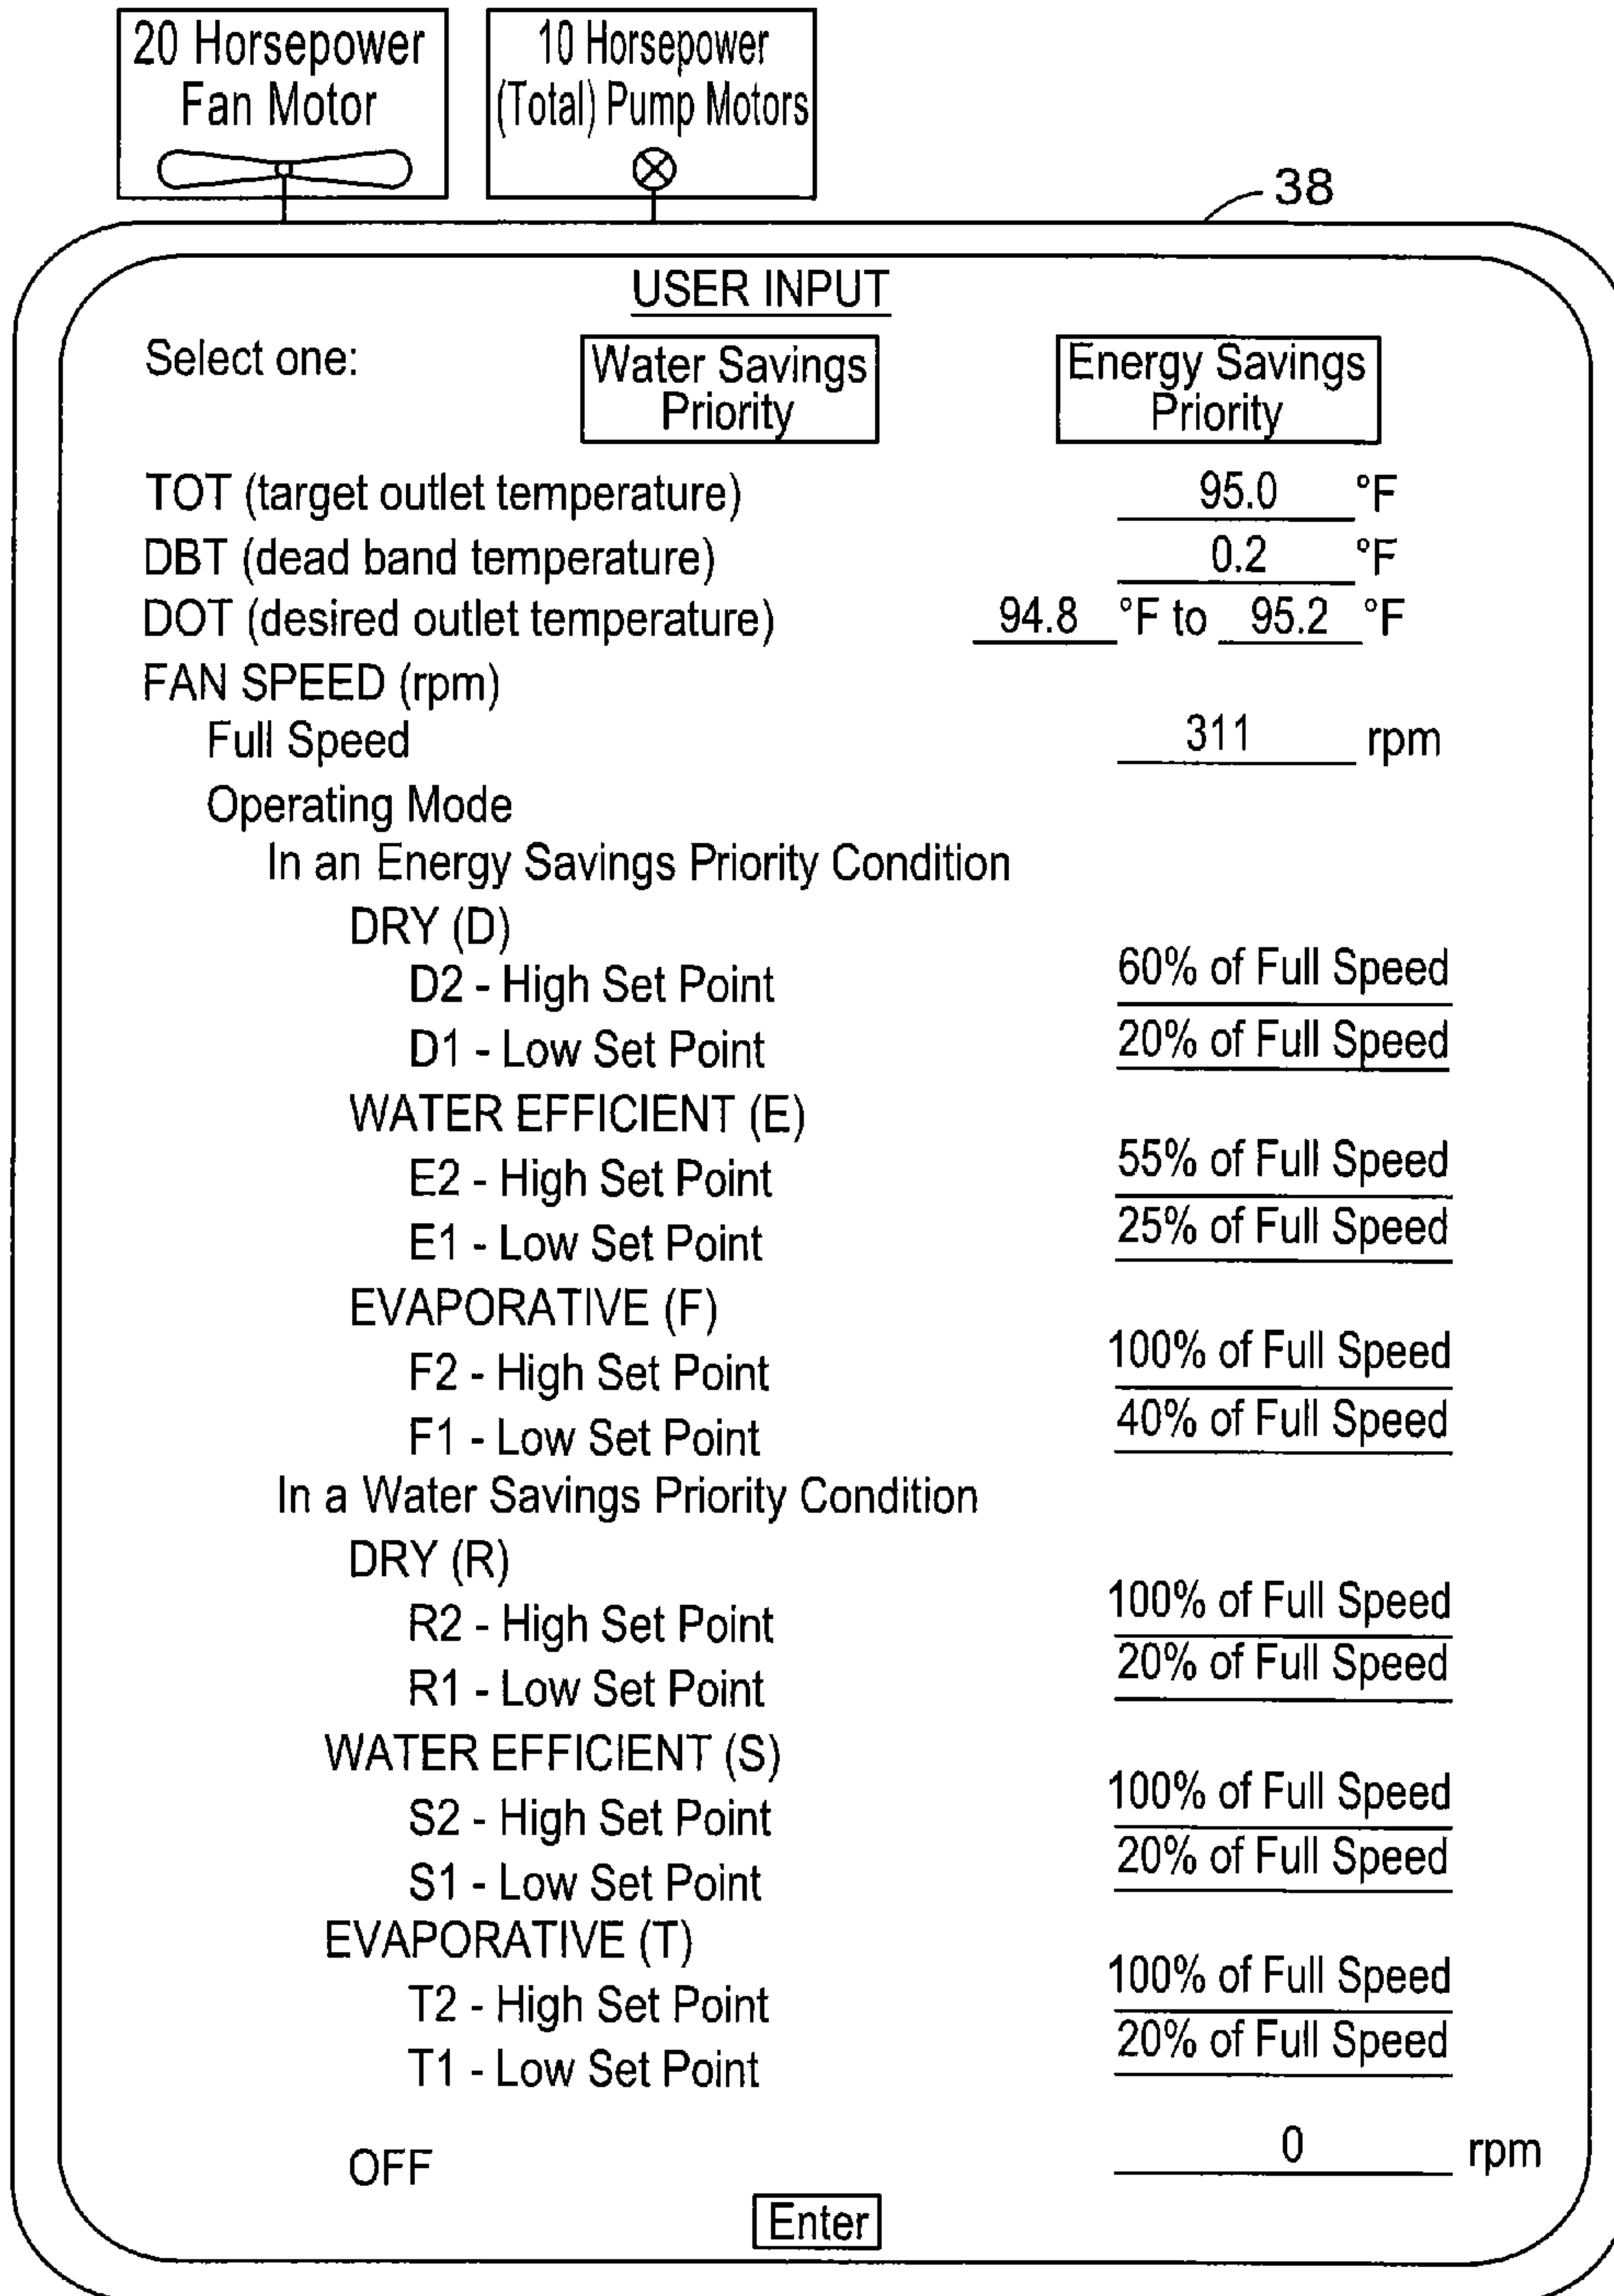 20 Horsepower
Fan Motor
10 Horsepower
(Total) Pump Motors
38
USER INPUT
Select one:
Water Savings
Priority
Energy Savings
Priority
TOT (target outlet temperature) 95.0 °F
DBT (dead band temperature) 0.2 °F
DOT (desired outlet temperature) 94.8 °F to 95.2 °F
FAN SPEED (rpm)
Full Speed 311 rpm
Operating Mode
In an Energy Savings Priority Condition
DRY (D)
D2 - High Set Point 60% of Full Speed
D1 - Low Set Point 20% of Full Speed
WATER EFFICIENT (E)
E2 - High Set Point 55% of Full Speed
E1 - Low Set Point 25% of Full Speed
EVAPORATIVE (F)
F2 - High Set Point 100% of Full Speed
F1 - Low Set Point 40% of Full Speed
In a Water Savings Priority Condition
DRY (R)
R2 - High Set Point 100% of Full Speed
R1 - Low Set Point 20% of Full Speed
WATER EFFICIENT (S)
S2 - High Set Point 100% of Full Speed
S1 - Low Set Point 20% of Full Speed
EVAPORATIVE (T)
T2 - High Set Point 100% of Full Speed
T1 - Low Set Point 20% of Full Speed
OFF 0 rpm
Enter